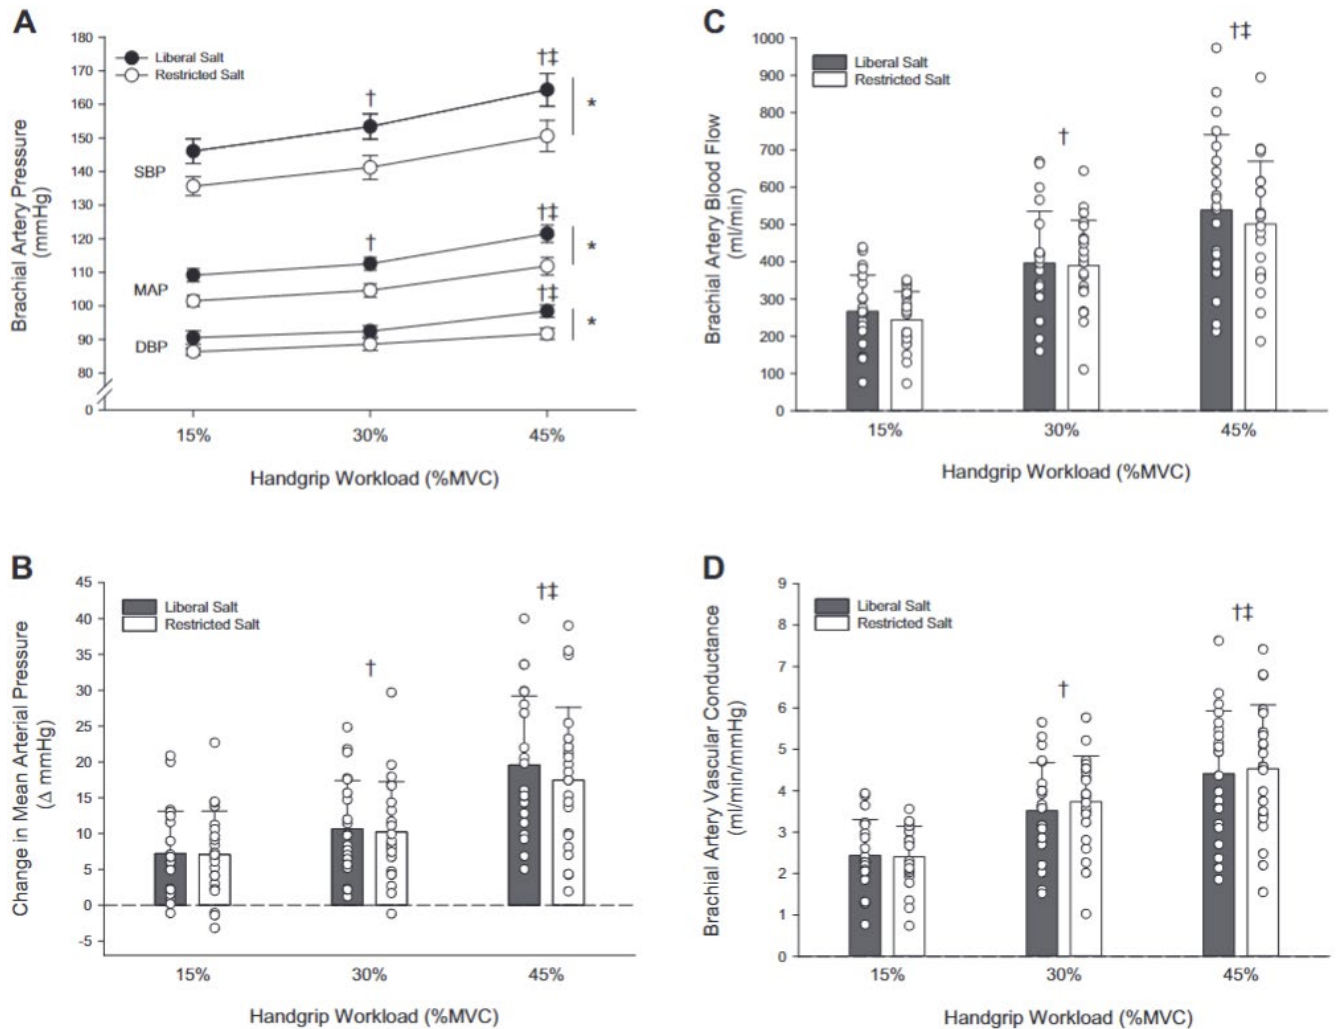 A
180
170
160
150
140
130
120
110
100
90
80
0
Liberal Salt
Restricted Salt
†
†‡
*
SBP
†
†‡
*
MAP
†‡
*
DBP
15% 30% 45%
Handgrip Workload (%MVC)
Brachial Artery Pressure
(mmHg)
C
1000
900
800
700
600
500
400
300
200
100
0
Liberal Salt
Restricted Salt
†
†‡
15% 30% 45%
Handgrip Workload (%MVC)
Brachial Artery Blood Flow
(ml/min)
B
45
40
35
30
25
20
15
10
5
0
-5
Liberal Salt
Restricted Salt
†
†‡
15% 30% 45%
Handgrip Workload (%MVC)
Change in Mean Arterial Pressure
(Δ mmHg)
D
9
8
7
6
5
4
3
2
1
0
Liberal Salt
Restricted Salt
†
†‡
15% 30% 45%
Handgrip Workload (%MVC)
Brachial Artery Vascular Conductance
(ml/min/mmHg)